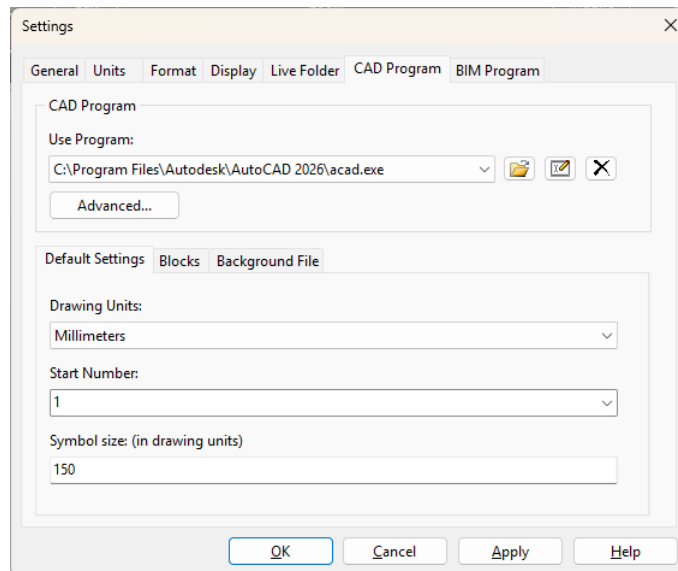 Settings
General Units Format Display Live Folder CAD Program BIM Program
CAD Program
Use Program:
C:\Program Files\Autodesk\AutoCAD 2026\acad.exe
Advanced...
Default Settings Blocks Background File
Drawing Units:
Millimeters
Start Number:
1
Symbol size: (in drawing units)
150
OK Cancel Apply Help